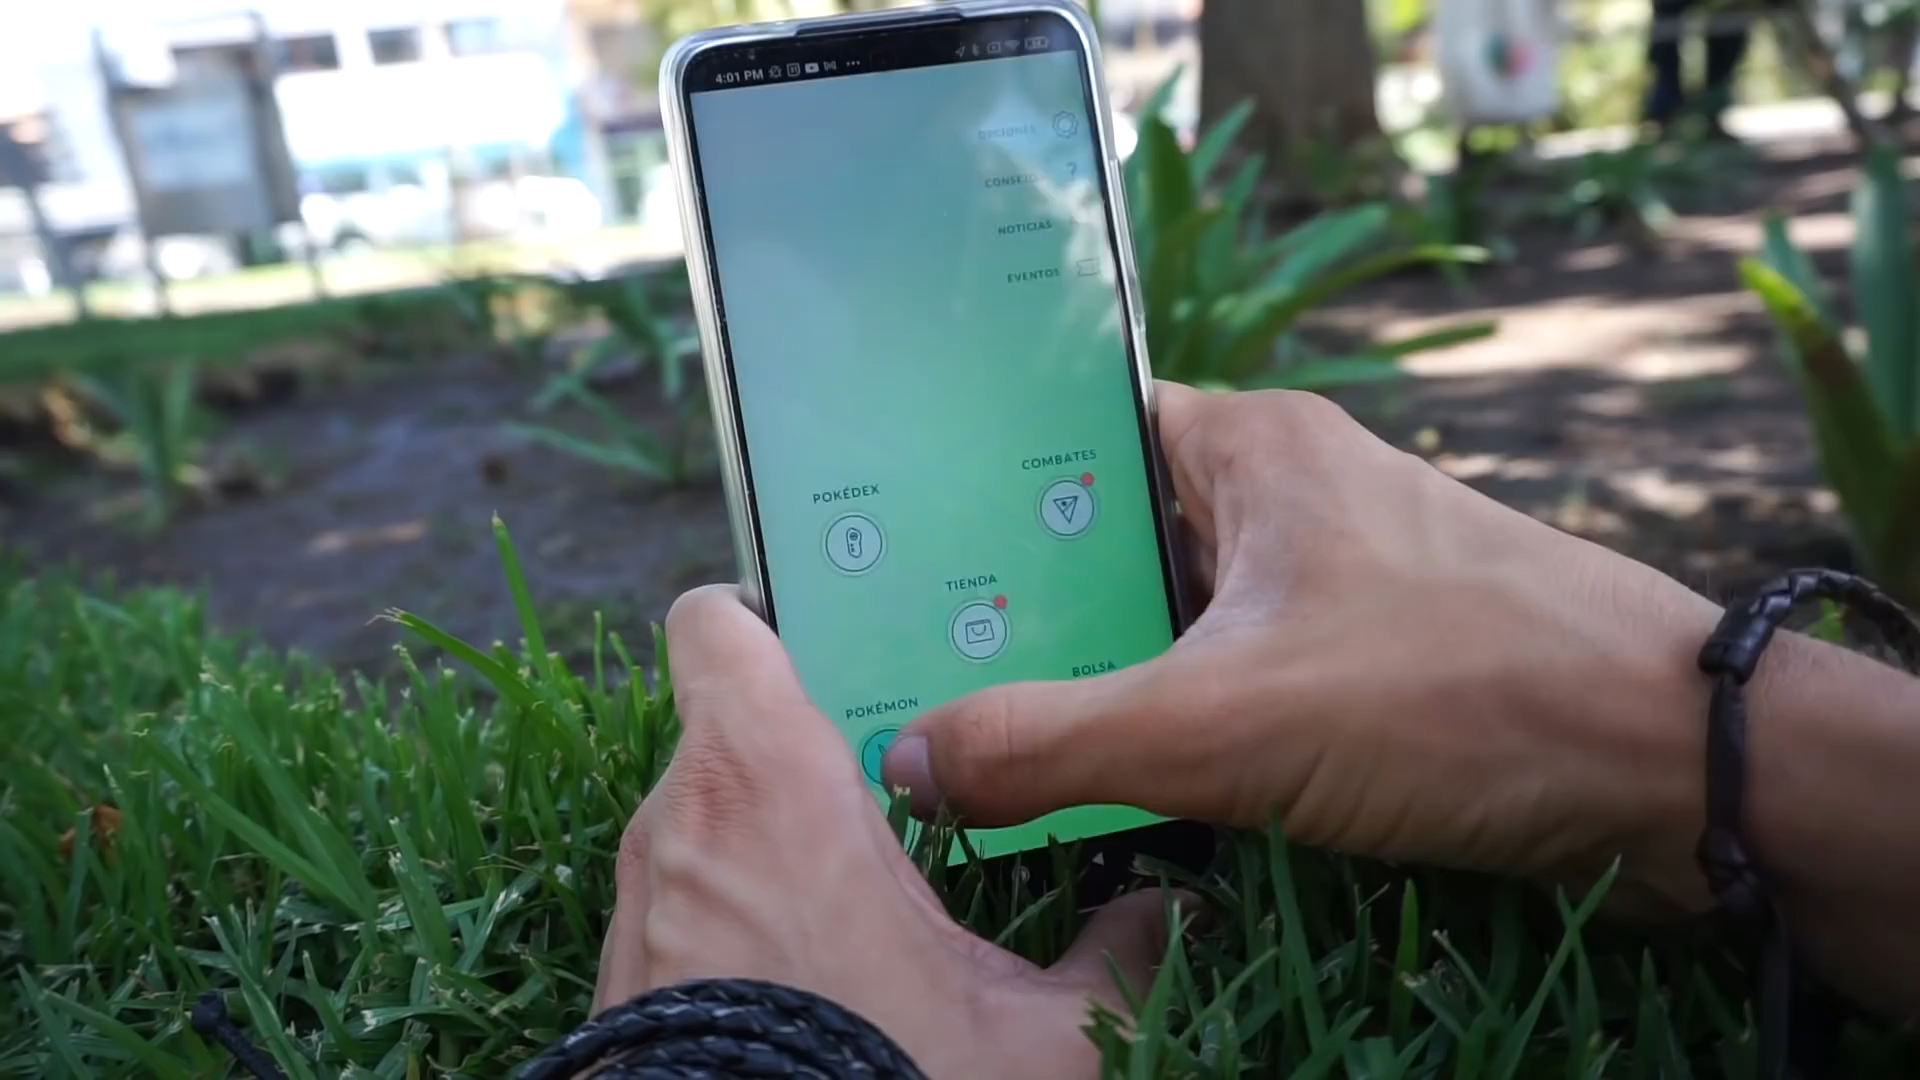 4:01 PM
OPCIONES
CONSEJOS
?
NOTICIAS
EVENTOS
COMBATES
POKÉDEX
TIENDA
BOLSA
POKÉMON